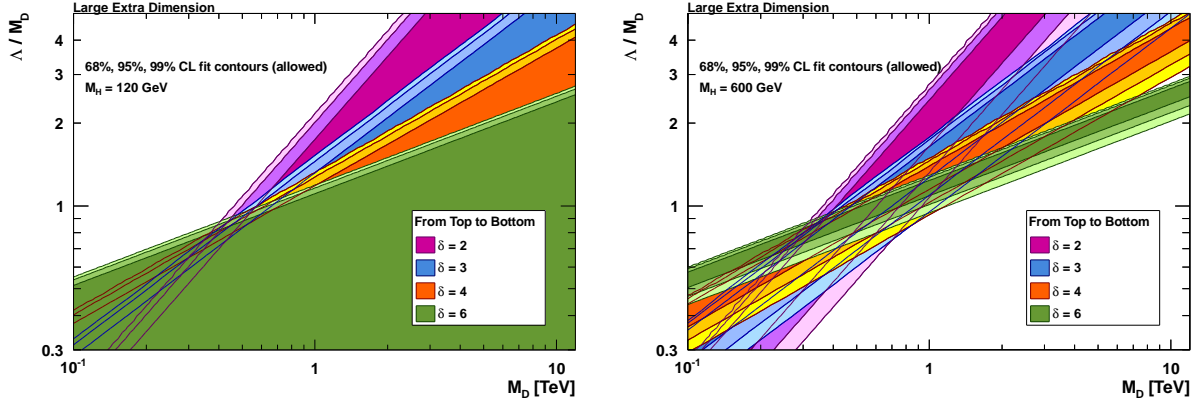 Large Extra Dimension
Λ / M_D
4
3
2
1
0.3
68%, 95%, 99% CL fit contours (allowed)
M_H = 120 GeV
From Top to Bottom
δ = 2
δ = 3
δ = 4
δ = 6
10^-1
1
10
M_D [TeV]
Large Extra Dimension
Λ / M_D
4
3
2
1
0.3
68%, 95%, 99% CL fit contours (allowed)
M_H = 600 GeV
From Top to Bottom
δ = 2
δ = 3
δ = 4
δ = 6
10^-1
1
10
M_D [TeV]